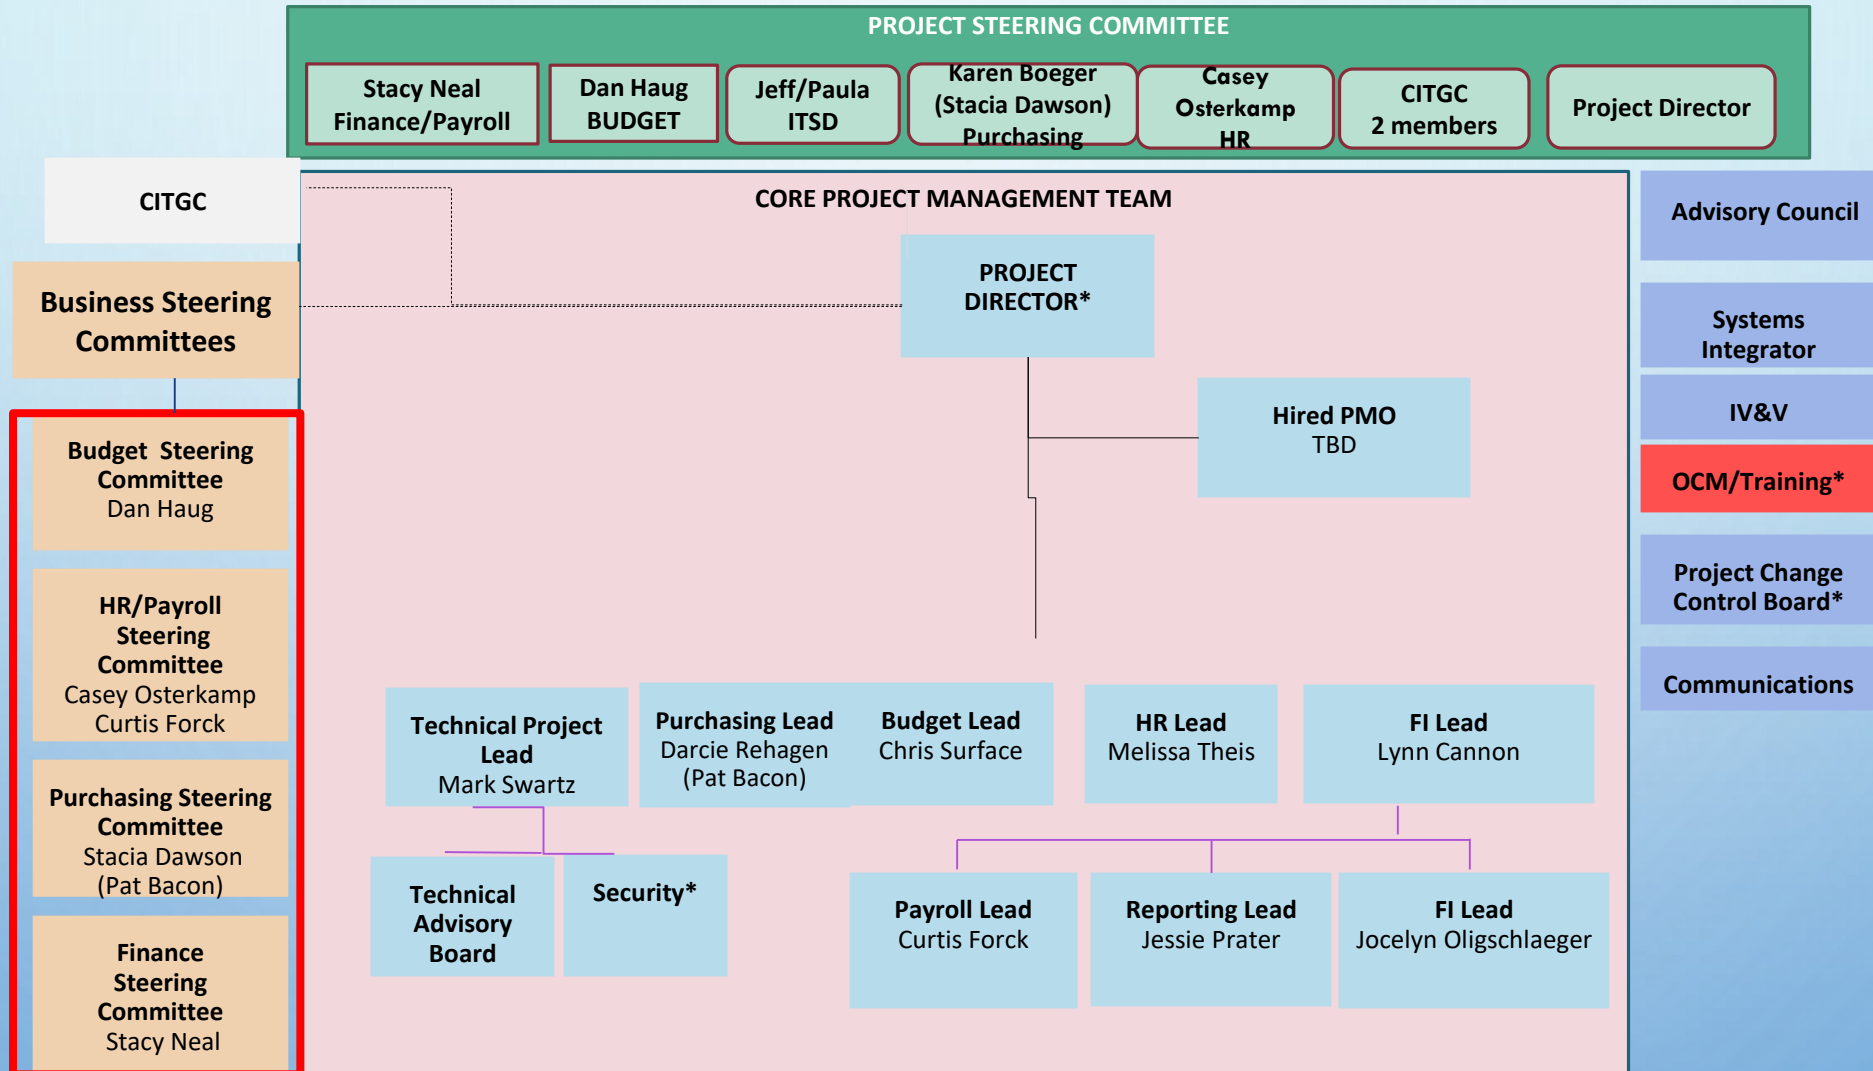 PROJECT STEERING COMMITTEE
Stacy Neal
Finance/Payroll
Dan Haug
BUDGET
Jeff/Paula
ITSD
Karen Boeger
(Stacia Dawson)
Purchasing
Casey
Osterkamp
HR
CITGC
2 members
Project Director
CITGC
Business Steering
Committees
Budget  Steering
Committee
Dan Haug
HR/Payroll
Steering
Committee
Casey Osterkamp
Curtis Forck
Purchasing Steering
Committee
Stacia Dawson
(Pat Bacon)
Finance
Steering
Committee
Stacy Neal
CORE PROJECT MANAGEMENT TEAM
PROJECT
DIRECTOR*
Hired PMO
TBD
Technical Project
Lead
Mark Swartz
Purchasing Lead
Darcie Rehagen
(Pat Bacon)
Budget Lead
Chris Surface
HR Lead
Melissa Theis
FI Lead
Lynn Cannon
Technical
Advisory
Board
Security*
Payroll Lead
Curtis Forck
Reporting Lead
Jessie Prater
FI Lead
Jocelyn Oligschlaeger
Advisory Council
Systems
Integrator
IV&V
OCM/Training*
Project Change
Control Board*
Communications